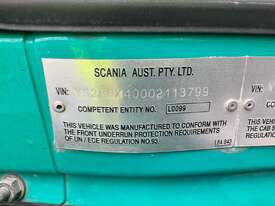 SCANIA AUST. PTY. LTD.
VIN:
COMPETENT ENTITY NO. L0099
THIS VEHICLE WAS MANUFACTURED TO COMFORM WITH
THE FRONT UNDERRUN PROTECTION REQUIREMENTS
OF UN / ECE REGULATION NO.93.